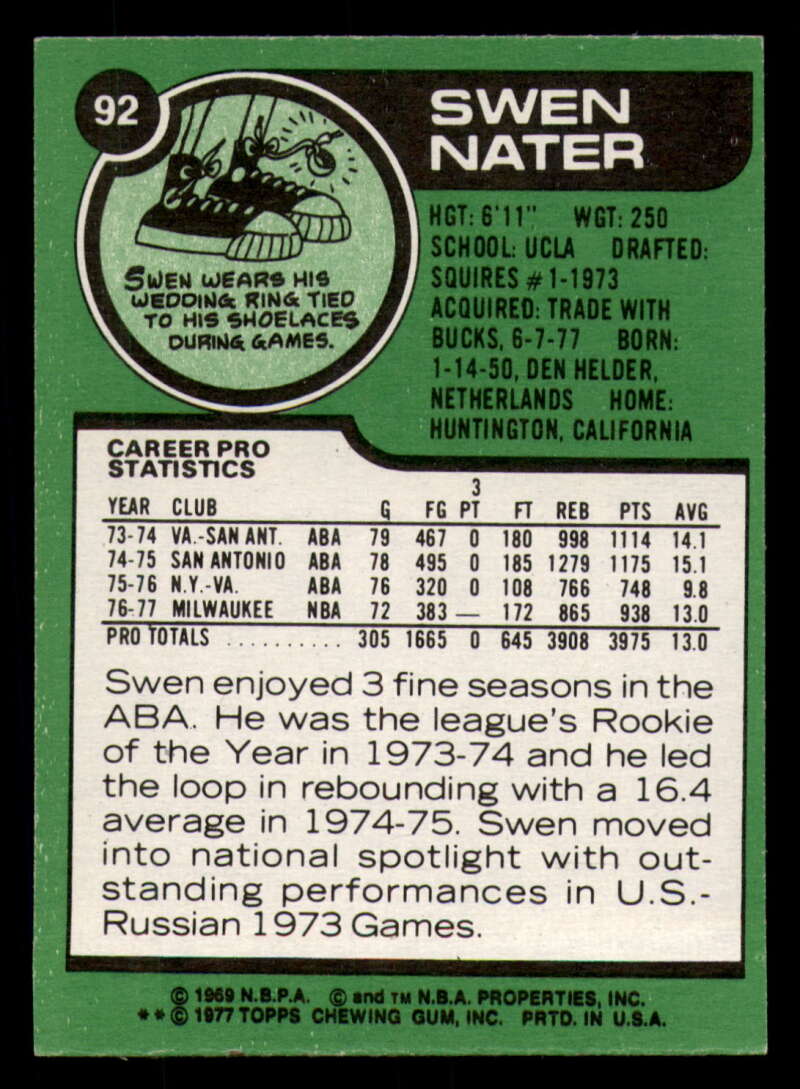 92
SWEN
NATER
SWEN WEARS HIS
WEDDING RING TIED
TO HIS SHOELACES
DURING GAMES.
HGT: 6'11" WGT: 250
SCHOOL: UCLA DRAFTED:
SQUIRES #1-1973
ACQUIRED: TRADE WITH
BUCKS, 6-7-77 BORN:
1-14-50, DEN HELDER,
NETHERLANDS HOME:
HUNTINGTON, CALIFORNIA
CAREER PRO
STATISTICS
YEAR CLUB G FG 3 PT FT REB PTS AVG
73-74 VA.-SAN ANT. ABA 79 467 0 180 998 1114 14.1
74-75 SAN ANTONIO ABA 78 495 0 185 1279 1175 15.1
75-76 N.Y.-VA. ABA 76 320 0 108 766 748 9.8
76-77 MILWAUKEE NBA 72 383 — 172 865 938 13.0
PRO TOTALS .......... 305 1665 0 645 3908 3975 13.0
Swen enjoyed 3 fine seasons in the
ABA. He was the league's Rookie
of the Year in 1973-74 and he led
the loop in rebounding with a 16.4
average in 1974-75. Swen moved
into national spotlight with out-
standing performances in U.S.-
Russian 1973 Games.
© 1969 N.B.P.A. © and TM N.B.A. PROPERTIES, INC.
**© 1977 TOPPS CHEWING GUM, INC. PRTD. IN U.S.A.